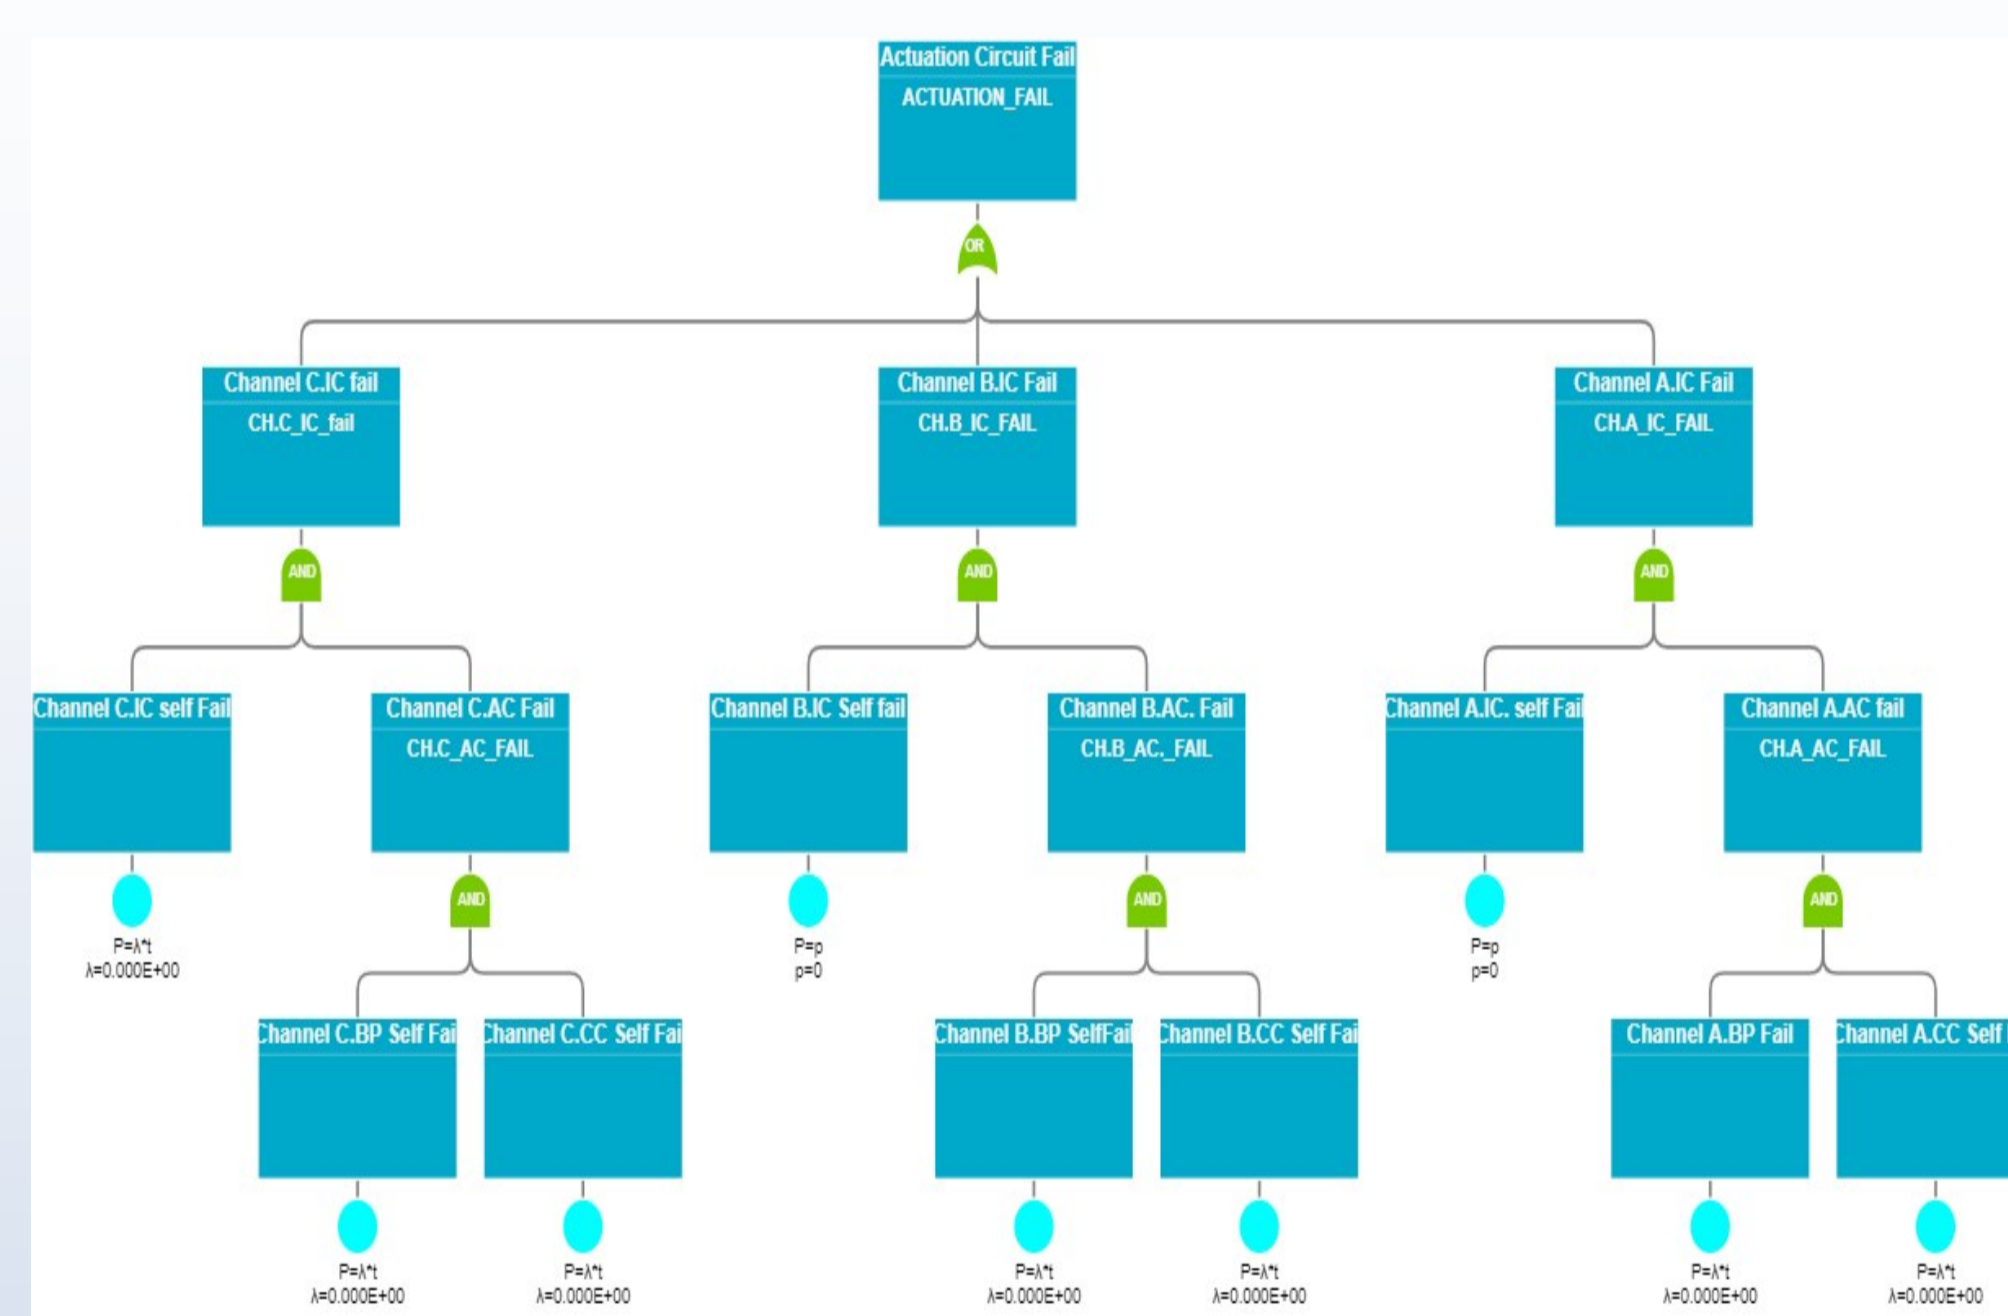 Actuation Circuit Fail
ACTUATION_FAIL
OR
Channel C.IC fail
CH.C_IC_fail
Channel B.IC Fail
CH.B_IC_FAIL
Channel A.IC Fail
CH.A_IC_FAIL
AND
AND
AND
Channel C.IC self Fail
Channel C.AC Fail
CH.C_AC_FAIL
Channel B.IC Self fail
Channel B.AC. Fail
CH.B_AC._FAIL
Channel A.IC. self Fail
Channel A.AC fail
CH.A_AC_FAIL
P=λ*t
λ=0.000E+00
AND
P=p
p=0
AND
P=p
p=0
AND
Channel C.BP Self Fai
Channel C.CC Self Fai
Channel B.BP SelfFail
Channel B.CC Self Fai
Channel A.BP Fail
Channel A.CC Self
P=λ*t
λ=0.000E+00
P=λ*t
λ=0.000E+00
P=λ*t
λ=0.000E+00
P=λ*t
λ=0.000E+00
P=λ*t
λ=0.000E+00
P=λ*t
λ=0.000E+00